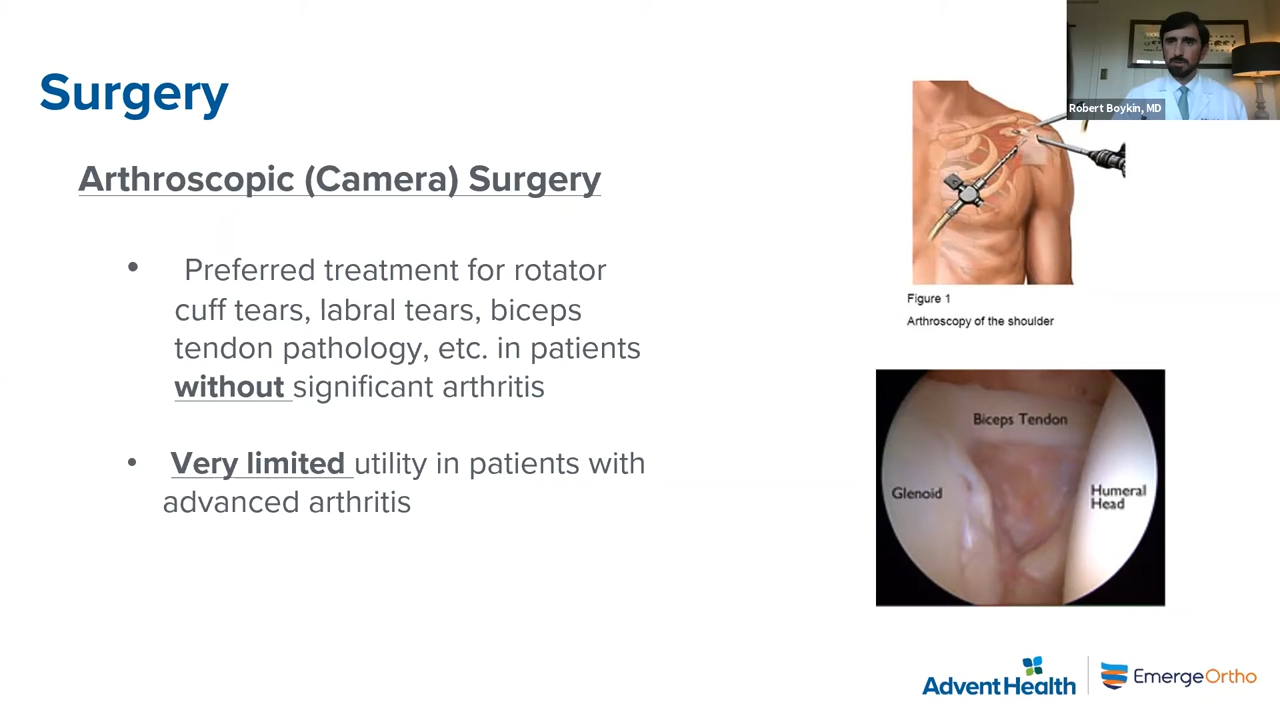 Surgery
Arthroscopic (Camera) Surgery
• Preferred treatment for rotator
cuff tears, labral tears, biceps
tendon pathology, etc. in patients
without significant arthritis
• Very limited utility in patients with
advanced arthritis
Robert Boykin, MD
Figure 1
Arthroscopy of the shoulder
Biceps Tendon
Glenoid
Humeral
Head
Advent Health
EmergeOrtho